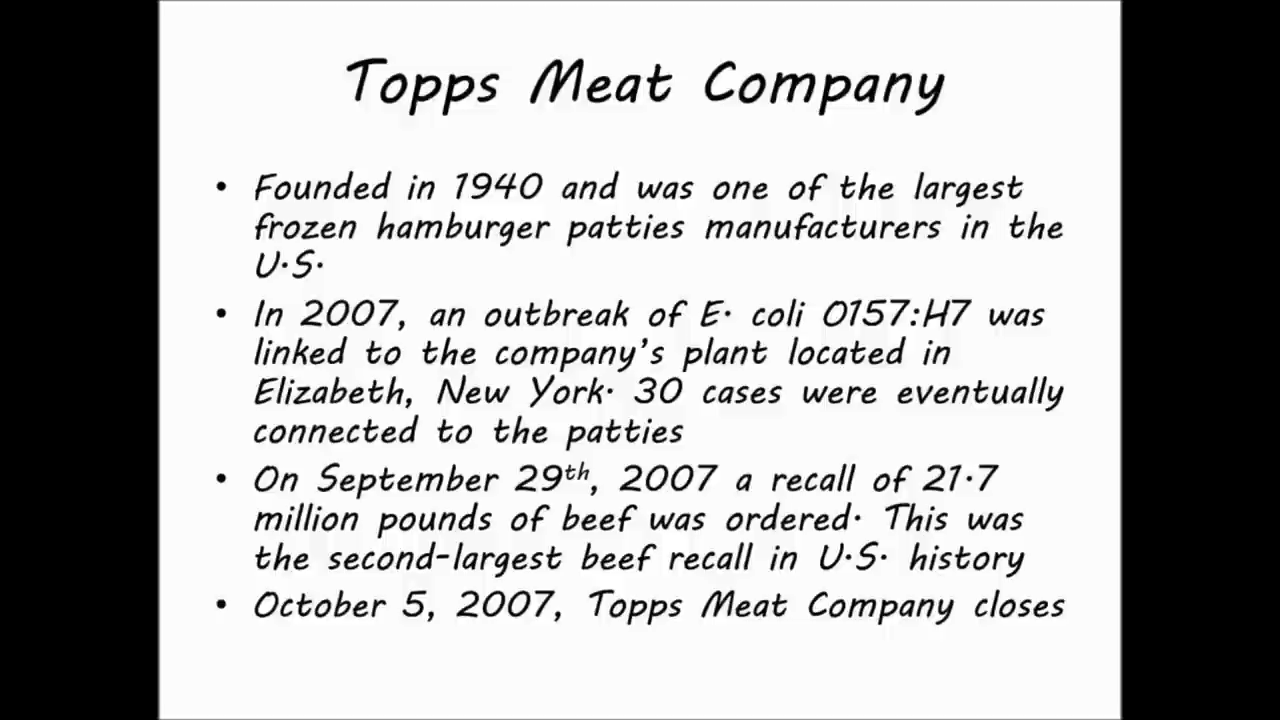 Topps Meat Company
• Founded in 1940 and was one of the largest
frozen hamburger patties manufacturers in the
U.S.
• In 2007, an outbreak of E. coli O157:H7 was
linked to the company's plant located in
Elizabeth, New York. 30 cases were eventually
connected to the patties
• On September 29th, 2007 a recall of 21.7
million pounds of beef was ordered. This was
the second-largest beef recall in U.S. history
• October 5, 2007, Topps Meat Company closes